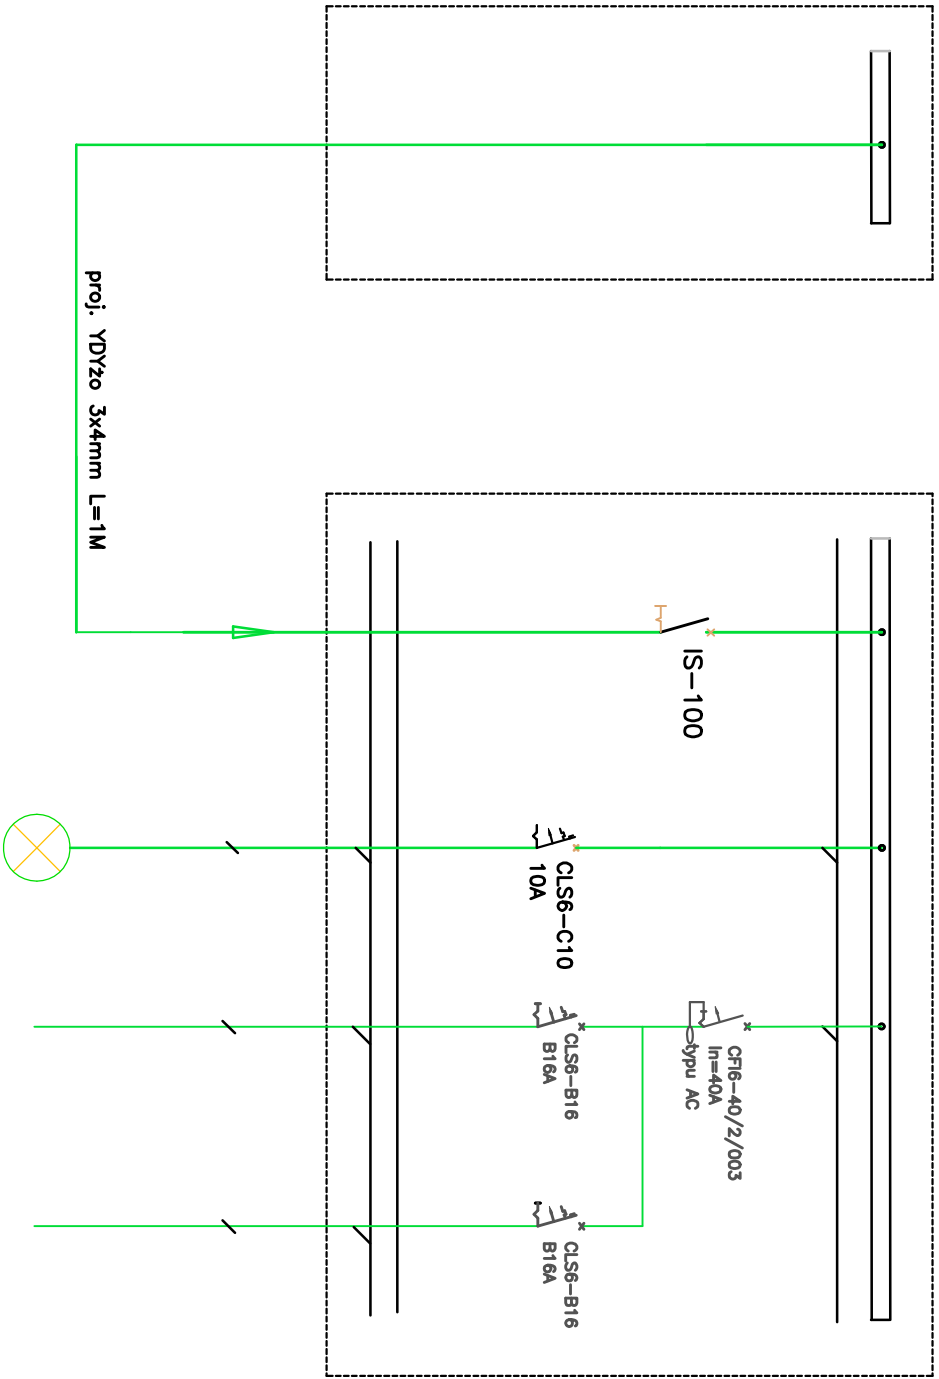 proj. YDYżo 3x4mm L=1M
IS-100
CLS6-C10
10A
CFI6-40/2/003
In=40A
typu AC
CLS6-B16
B16A
CLS6-B16
B16A